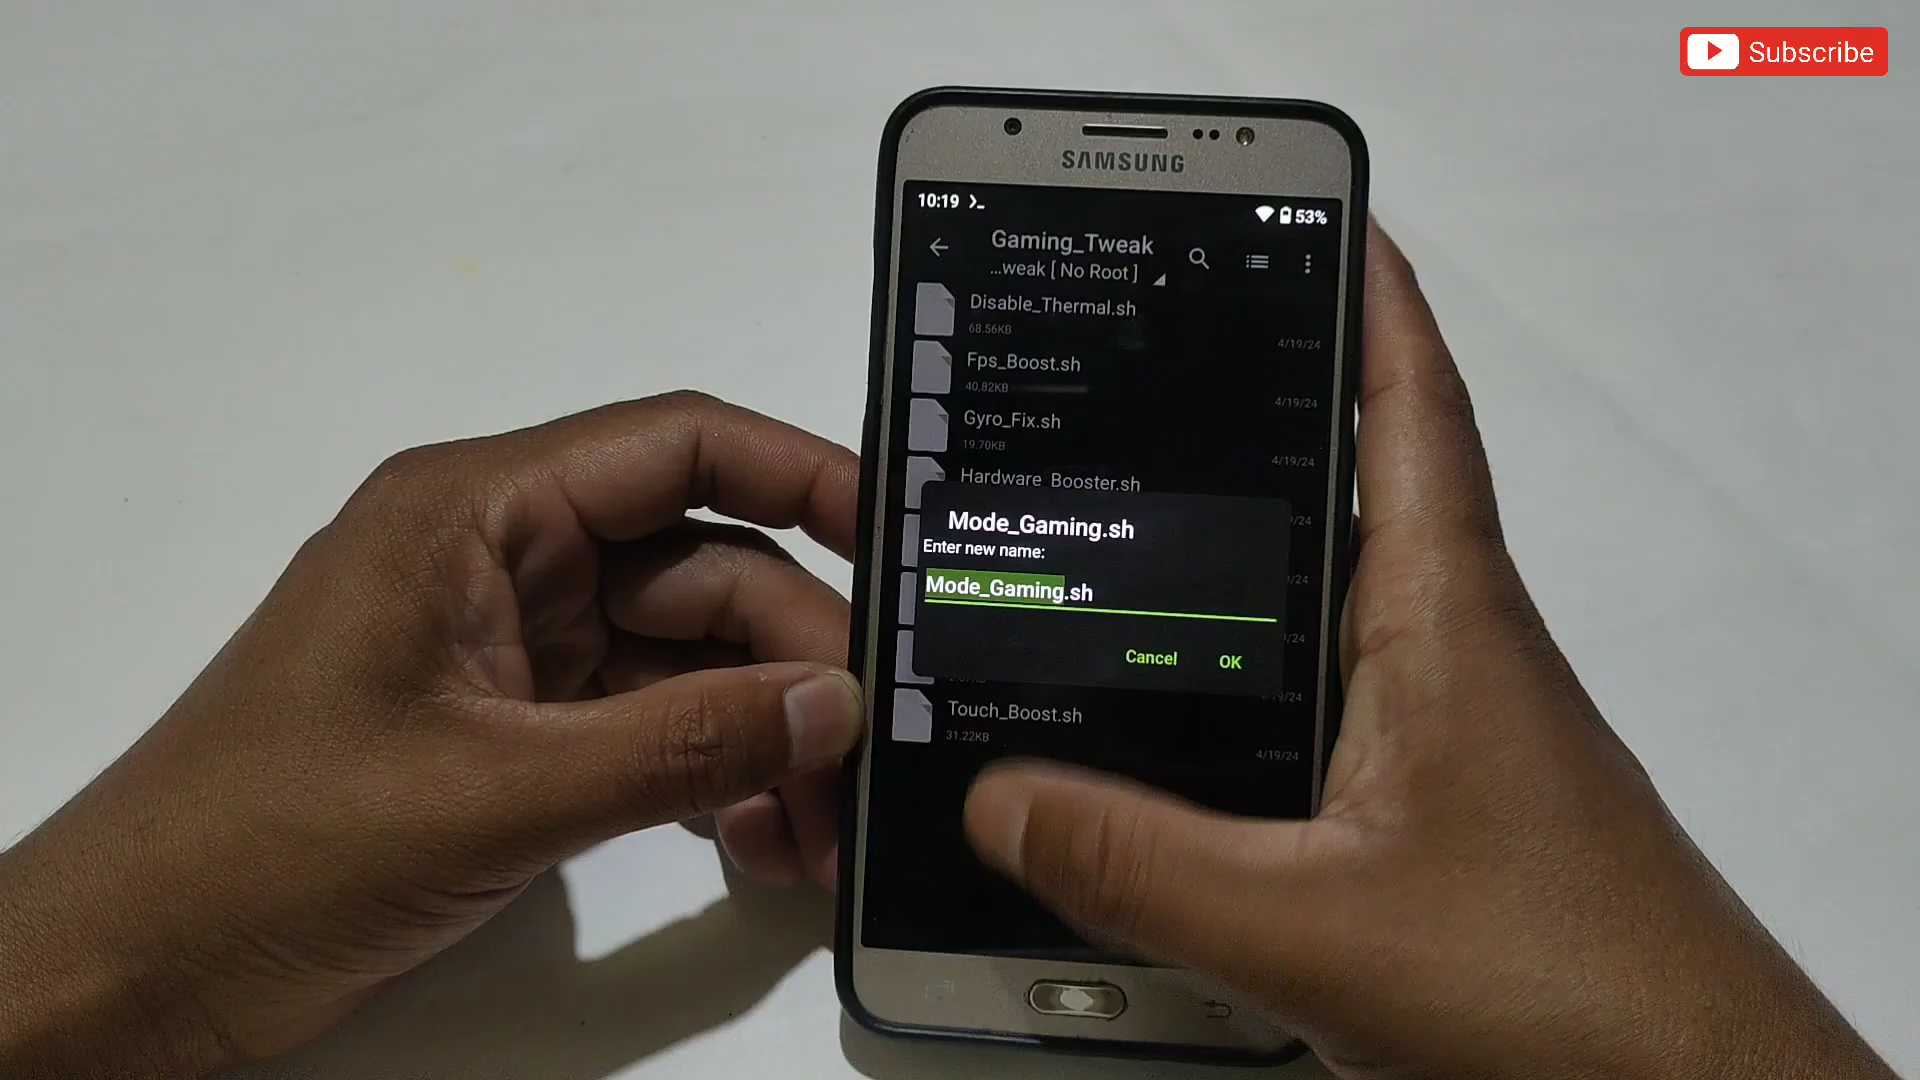 Subscribe
SAMSUNG
10:19
53%
Gaming_Tweak
...weak [ No Root ]
Disable_Thermal.sh
68.56KB
4/19/24
Fps_Boost.sh
40.82KB
4/19/24
Gyro_Fix.sh
19.70KB
4/19/24
Hardware_Booster.sh
Mode_Gaming.sh
Enter new name:
Mode_Gaming.sh
Cancel OK
Touch_Boost.sh
31.22KB
4/19/24